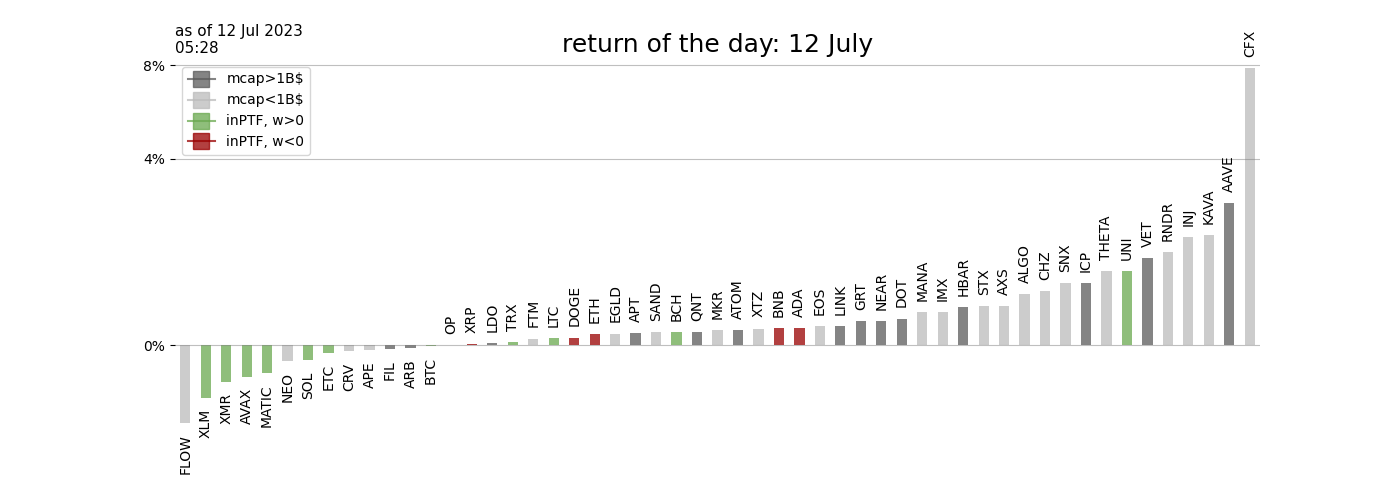 as of 12 Jul 2023
05:28
return of the day: 12 July
CFX
8%
mcap>1B$
mcap<1B$
inPTF, w>0
inPTF, w<0
4%
0%
FLOW
XLM
XMR
AVAX
MATIC
NEO
SOL
ETC
CRV
APE
FIL
ARB
BTC
OP
XRP
LDO
TRX
FTM
LTC
DOGE
ETH
EGLD
APT
SAND
BCH
QNT
MKR
ATOM
XTZ
BNB
ADA
EOS
LINK
GRT
NEAR
DOT
MANA
IMX
HBAR
STX
AXS
ALGO
CHZ
SNX
ICP
THETA
UNI
VET
RNDR
INJ
KAVA
AAVE